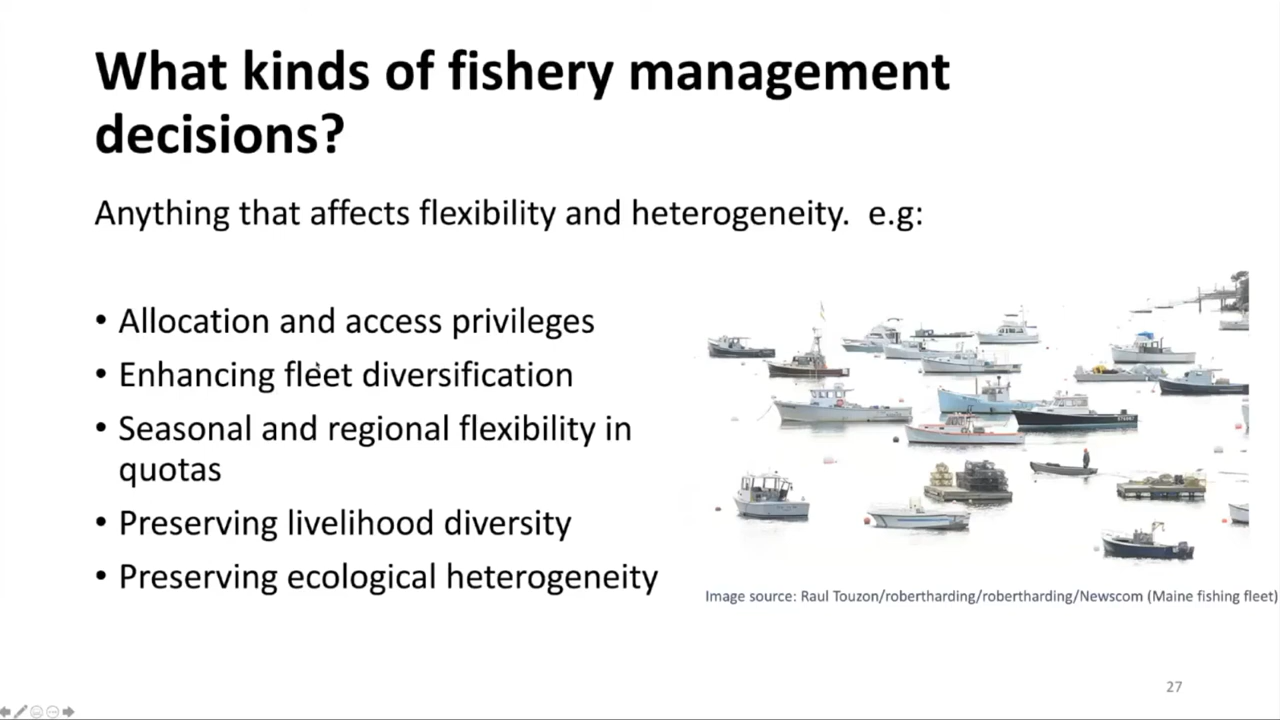 What kinds of fishery management
decisions?
Anything that affects flexibility and heterogeneity.  e.g:
• Allocation and access privileges
• Enhancing fleet diversification
• Seasonal and regional flexibility in
quotas
• Preserving livelihood diversity
• Preserving ecological heterogeneity
Image source: Raul Touzon/robertharding/robertharding/Newscom (Maine fishing fleet)
27